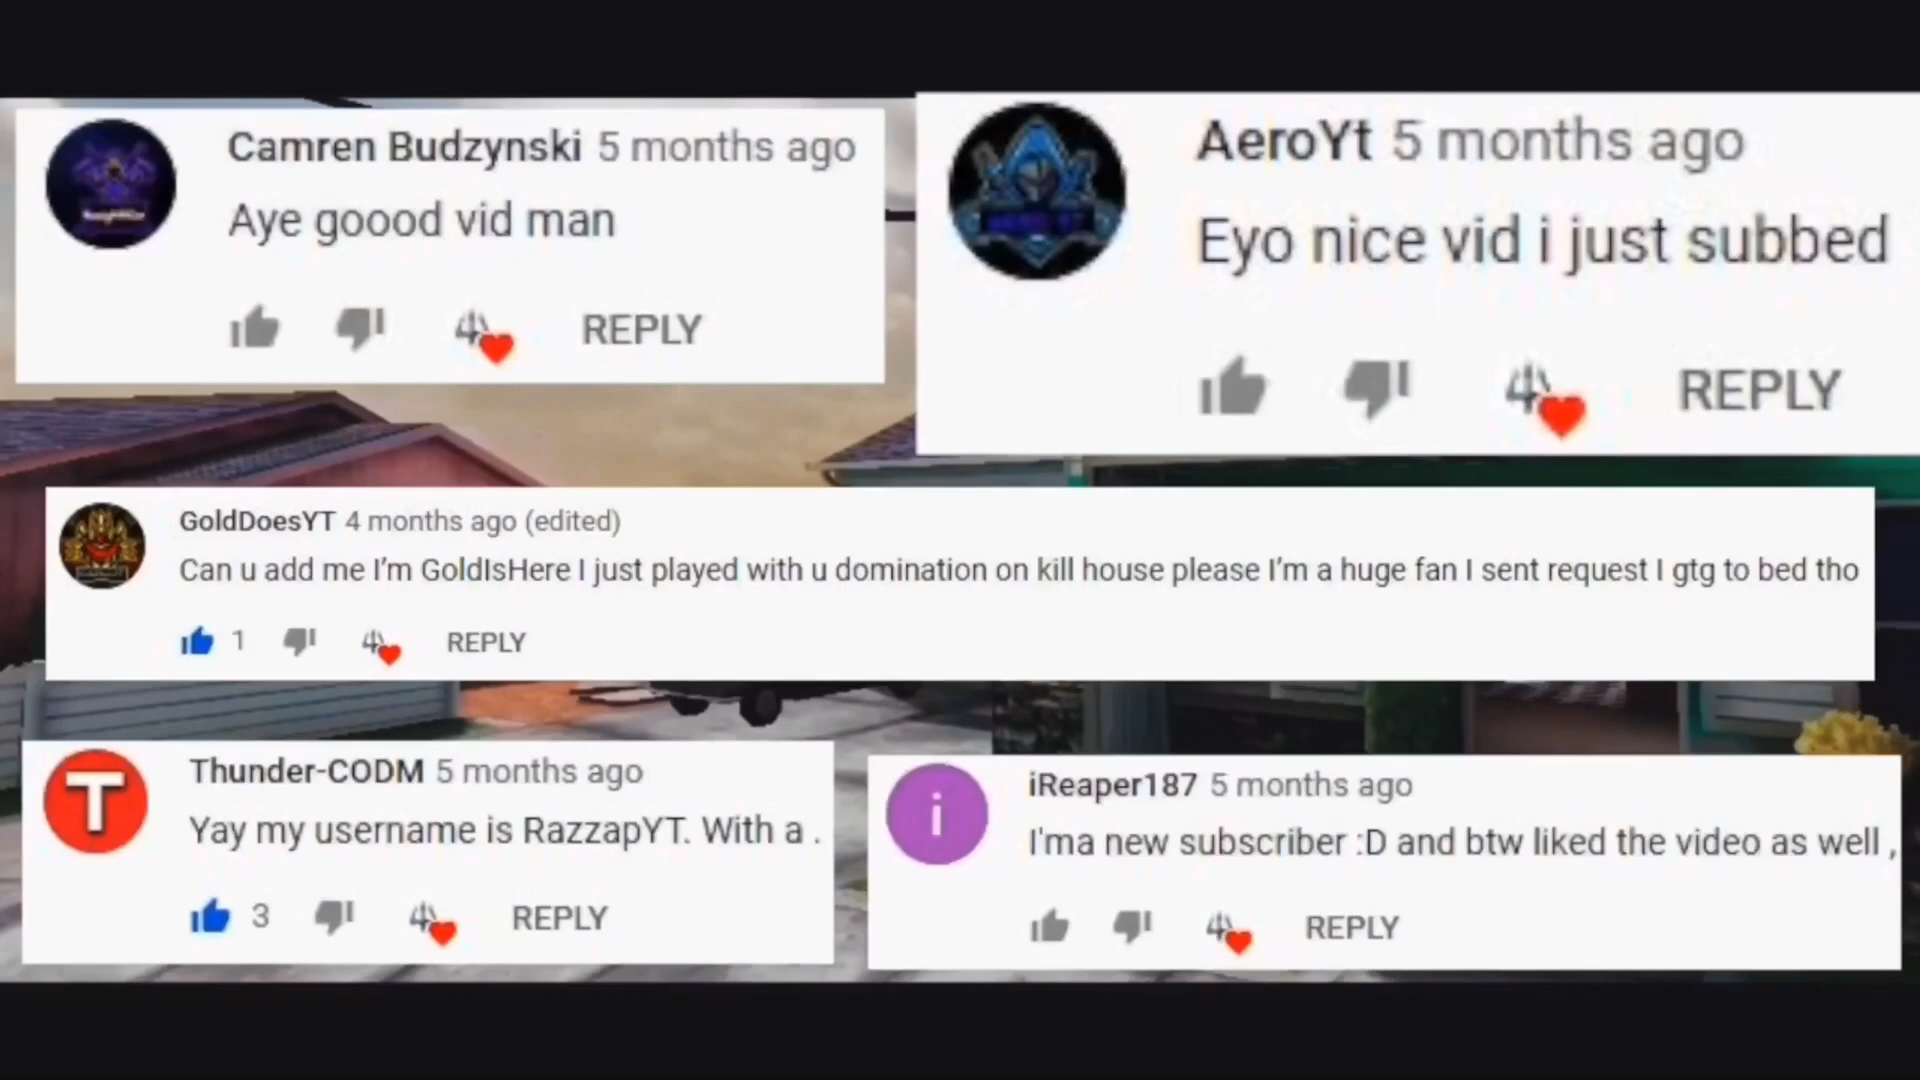 Camren Budzynski 5 months ago
Aye goood vid man
REPLY
AeroYt 5 months ago
Eyo nice vid i just subbed
REPLY
GoldDoesYT 4 months ago (edited)
Can u add me I'm GoldIsHere I just played with u domination on kill house please I'm a huge fan I sent request I gtg to bed tho
1 REPLY
Thunder-CODM 5 months ago
Yay my username is RazzapYT. With a .
3 REPLY
iReaper187 5 months ago
I'ma new subscriber :D and btw liked the video as well ,
REPLY